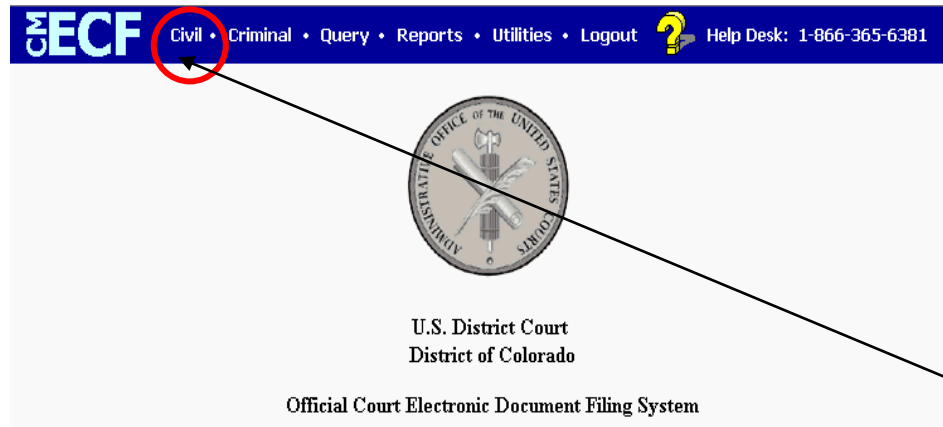 CM ECF Civil • Criminal • Query • Reports • Utilities • Logout ? Help Desk: 1-866-365-6381
ADMINISTRATIVE OFFICE OF THE UNITED STATES COURTS
U.S. District Court
District of Colorado
Official Court Electronic Document Filing System